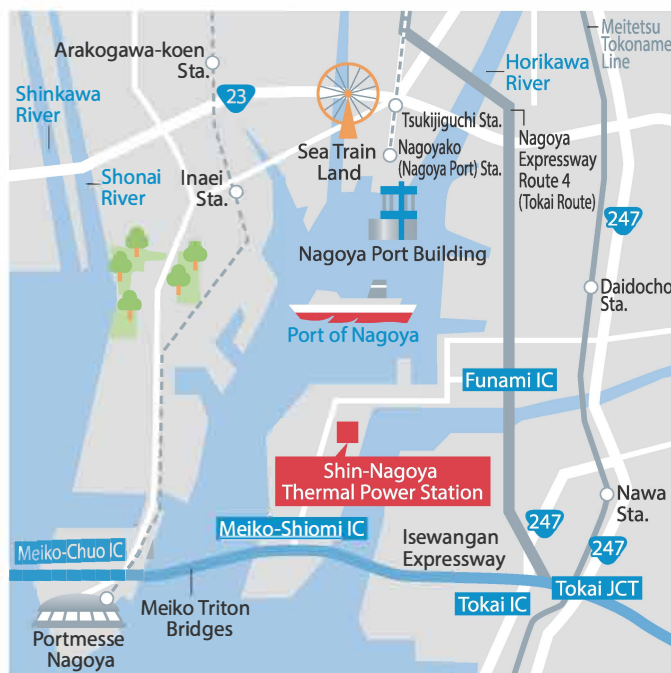 Arakogawa-koen
Sta.
Meitetsu
Tokoname
Line
Horikawa
River
Shinkawa
River
23
Tsukijiguchi Sta.
Sea Train
Land
Nagoyako
(Nagoya Port) Sta.
Nagoya
Expressway
Route 4
(Tokai Route)
Shonai
River
Inaei
Sta.
247
Nagoya Port Building
Daidocho
Sta.
Port of Nagoya
Funami IC
Shin-Nagoya
Thermal Power Station
Nawa
Sta.
Meiko-Shiomi IC
247
247
Isewangan
Expressway
Meiko-Chuo IC
Tokai JCT
Tokai IC
Meiko Triton
Bridges
Portmesse
Nagoya